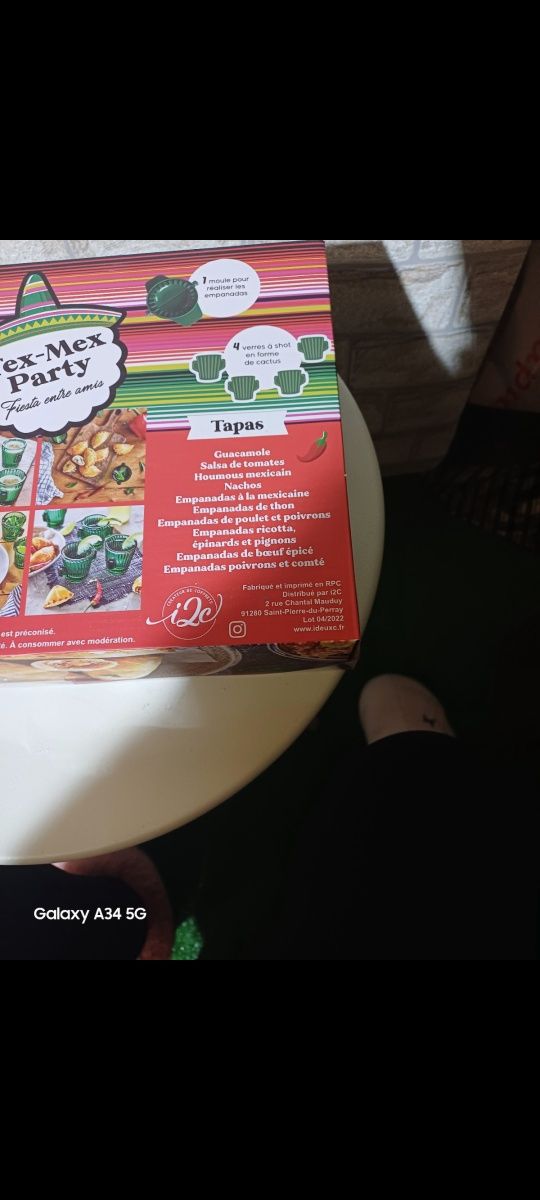 1 moule pour
réaliser les
empanadas
4 verres à shot
en forme
de cactus
Tex-Mex
Party
Fiesta entre amis
Tapas
Guacamole
Salsa de tomates
Houmous mexicain
Nachos
Empanadas à la mexicaine
Empanadas de thon
Empanadas de poulet et poivrons
Empanadas ricotta,
épinards et pignons
Empanadas de bœuf épicé
Empanadas poivrons et comté
Fabriqué et imprimé en RPC
Distribué par i2C
2 rue Chantal Mauduy
91280 Saint-Pierre-du-Perray
Lot 04/2022
www.ideuxc.fr
i2c
est préconisé.
é. À consommer avec modération.
Galaxy A34 5G